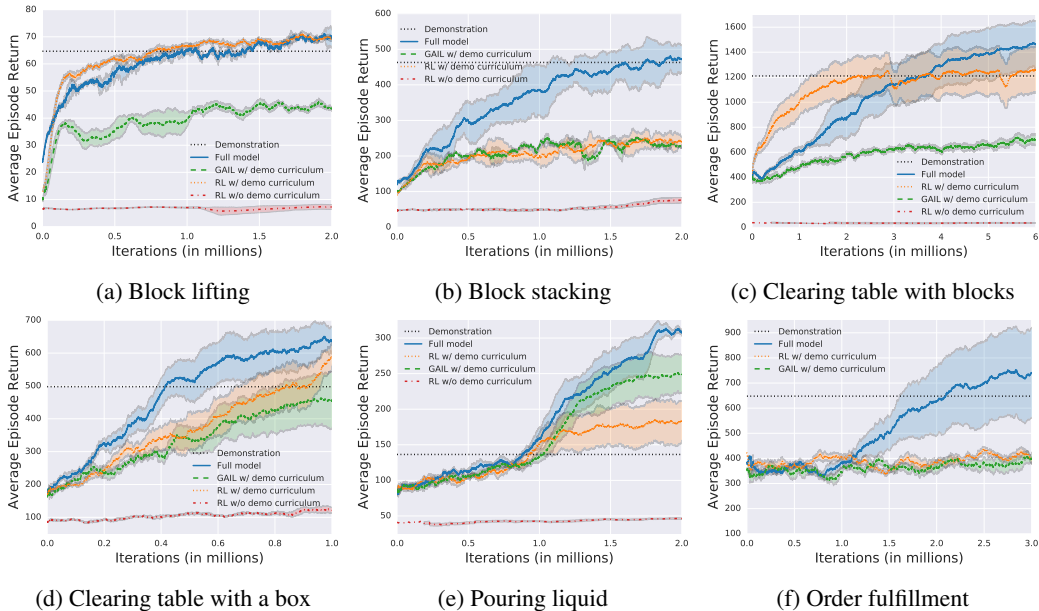 Average Episode Return
80
70
60
50
40
30
20
10
0
Demonstration
Full model
GAIL w/ demo curriculum
RL w/ demo curriculum
RL w/o demo curriculum
0.0
0.5
1.0
1.5
2.0
Iterations (in millions)
(a) Block lifting
Average Episode Return
600
500
400
300
200
100
0
Demonstration
Full model
GAIL w/ demo curriculum
RL w/ demo curriculum
RL w/o demo curriculum
0.0
0.5
1.0
1.5
2.0
Iterations (in millions)
(b) Block stacking
Average Episode Return
1600
1400
1200
1000
800
600
400
200
0
Demonstration
Full model
RL w/ demo curriculum
GAIL w/ demo curriculum
RL w/o demo curriculum
0
1
2
3
4
5
6
Iterations (in millions)
(c) Clearing table with blocks
Average Episode Return
700
600
500
400
300
200
100
Demonstration
Full model
GAIL w/ demo curriculum
RL w/ demo curriculum
RL w/o demo curriculum
0.0
0.2
0.4
0.6
0.8
1.0
Iterations (in millions)
(d) Clearing table with a box
Average Episode Return
300
250
200
150
100
50
Demonstration
Full model
RL w/ demo curriculum
GAIL w/ demo curriculum
RL w/o demo curriculum
0.0
0.5
1.0
1.5
2.0
Iterations (in millions)
(e) Pouring liquid
Average Episode Return
900
800
700
600
500
400
300
200
100
Demonstration
Full model
RL w/ demo curriculum
GAIL w/ demo curriculum
0.0
0.5
1.0
1.5
2.0
2.5
3.0
Iterations (in millions)
(f) Order fulfillment